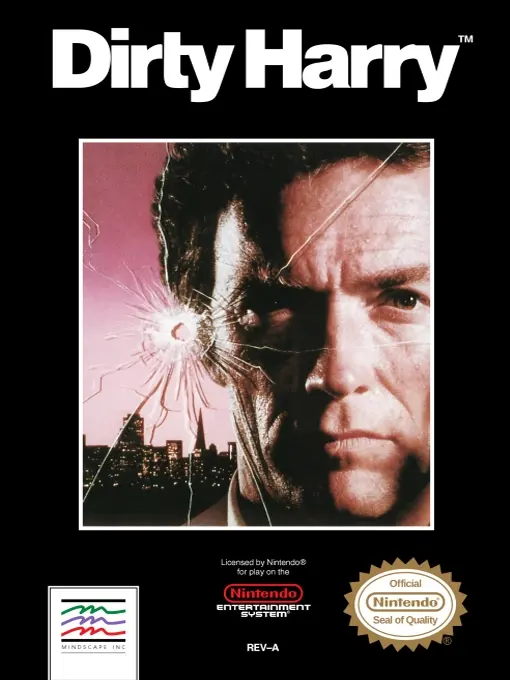 Dirty Harry™
Licensed by Nintendo®
for play on the
Nintendo
ENTERTAINMENT
SYSTEM®
REV–A
MINDSCAPE INC
Official
Nintendo
Seal of Quality
®